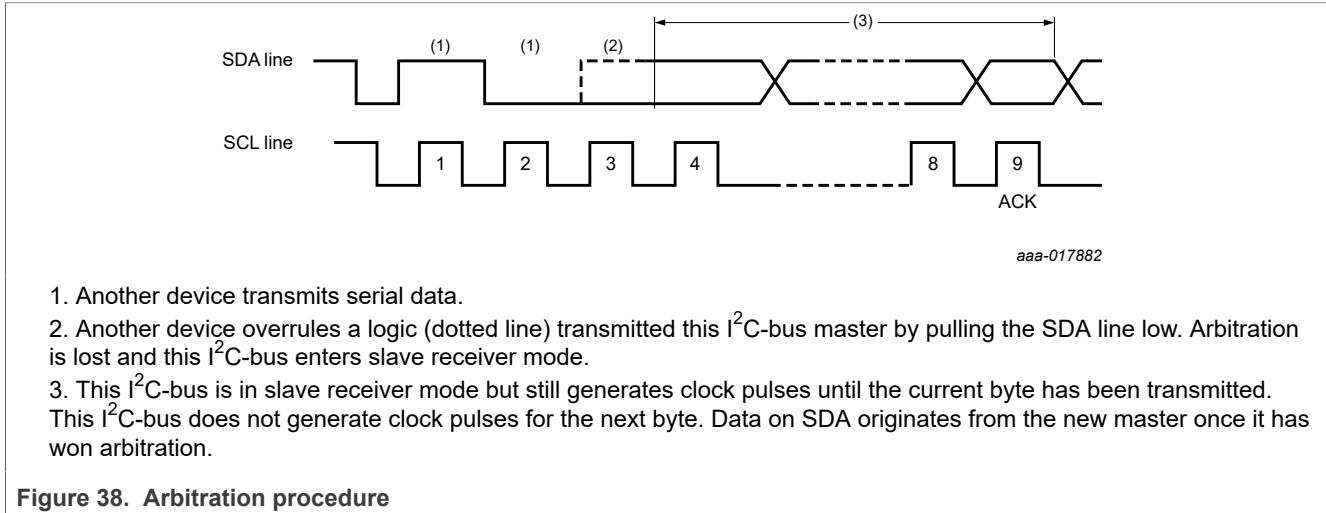 (3)
(1) (1) (2)
SDA line
SCL line
1 2 3 4 8 9
ACK
aaa-017882
1. Another device transmits serial data.
2. Another device overrules a logic (dotted line) transmitted this I²C-bus master by pulling the SDA line low. Arbitration
is lost and this I²C-bus enters slave receiver mode.
3. This I²C-bus is in slave receiver mode but still generates clock pulses until the current byte has been transmitted.
This I²C-bus does not generate clock pulses for the next byte. Data on SDA originates from the new master once it has
won arbitration.
Figure 38. Arbitration procedure